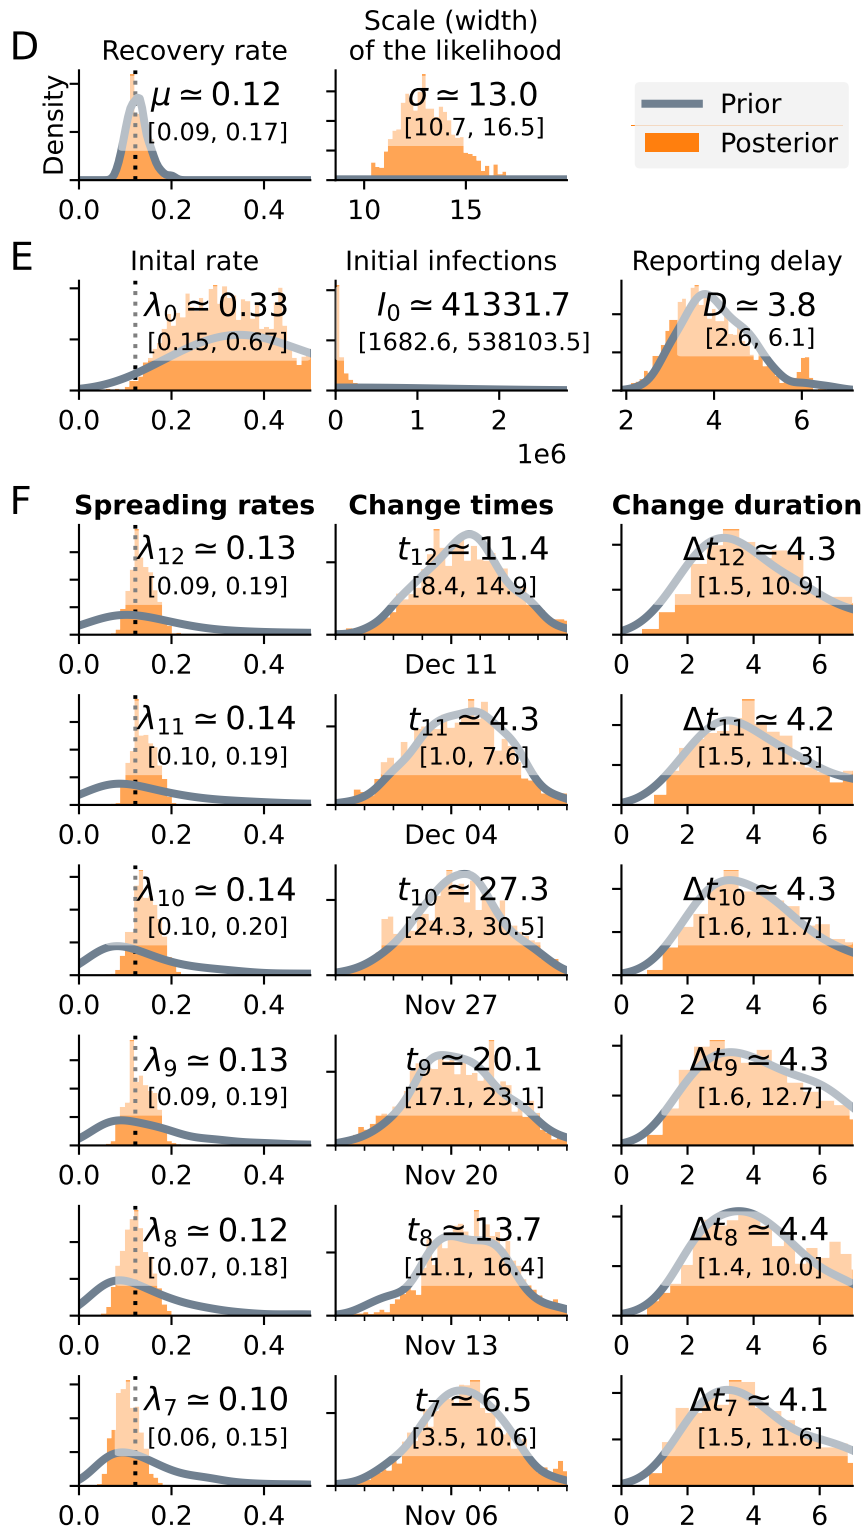 D
Recovery rate
Density
μ ≃ 0.12
[0.09, 0.17]
0.0 0.2 0.4
Scale (width)
of the likelihood
σ ≃ 13.0
[10.7, 16.5]
10 15
Prior
Posterior
E
Inital rate
λ₀ ≃ 0.33
[0.15, 0.67]
0.0 0.2 0.4
Initial infections
I₀ ≃ 41331.7
[1682.6, 538103.5]
0 1 2
1e6
Reporting delay
D ≃ 3.8
[2.6, 6.1]
2 4 6
F
Spreading rates Change times Change duration
λ₁₂ ≃ 0.13 t₁₂ ≃ 11.4 Δt₁₂ ≃ 4.3
[0.09, 0.19] [8.4, 14.9] [1.5, 10.9]
0.0 0.2 0.4 Dec 11 0 2 4 6
λ₁₁ ≃ 0.14 t₁₁ ≃ 4.3 Δt₁₁ ≃ 4.2
[0.10, 0.19] [1.0, 7.6] [1.5, 11.3]
0.0 0.2 0.4 Dec 04 0 2 4 6
λ₁₀ ≃ 0.14 t₁₀ ≃ 27.3 Δt₁₀ ≃ 4.3
[0.10, 0.20] [24.3, 30.5] [1.6, 11.7]
0.0 0.2 0.4 Nov 27 0 2 4 6
λ₉ ≃ 0.13 t₉ ≃ 20.1 Δt₉ ≃ 4.3
[0.09, 0.19] [17.1, 23.1] [1.6, 12.7]
0.0 0.2 0.4 Nov 20 0 2 4 6
λ₈ ≃ 0.12 t₈ ≃ 13.7 Δt₈ ≃ 4.4
[0.07, 0.18] [11.1, 16.4] [1.4, 10.0]
0.0 0.2 0.4 Nov 13 0 2 4 6
λ₇ ≃ 0.10 t₇ ≃ 6.5 Δt₇ ≃ 4.1
[0.06, 0.15] [3.5, 10.6] [1.5, 11.6]
0.0 0.2 0.4 Nov 06 0 2 4 6